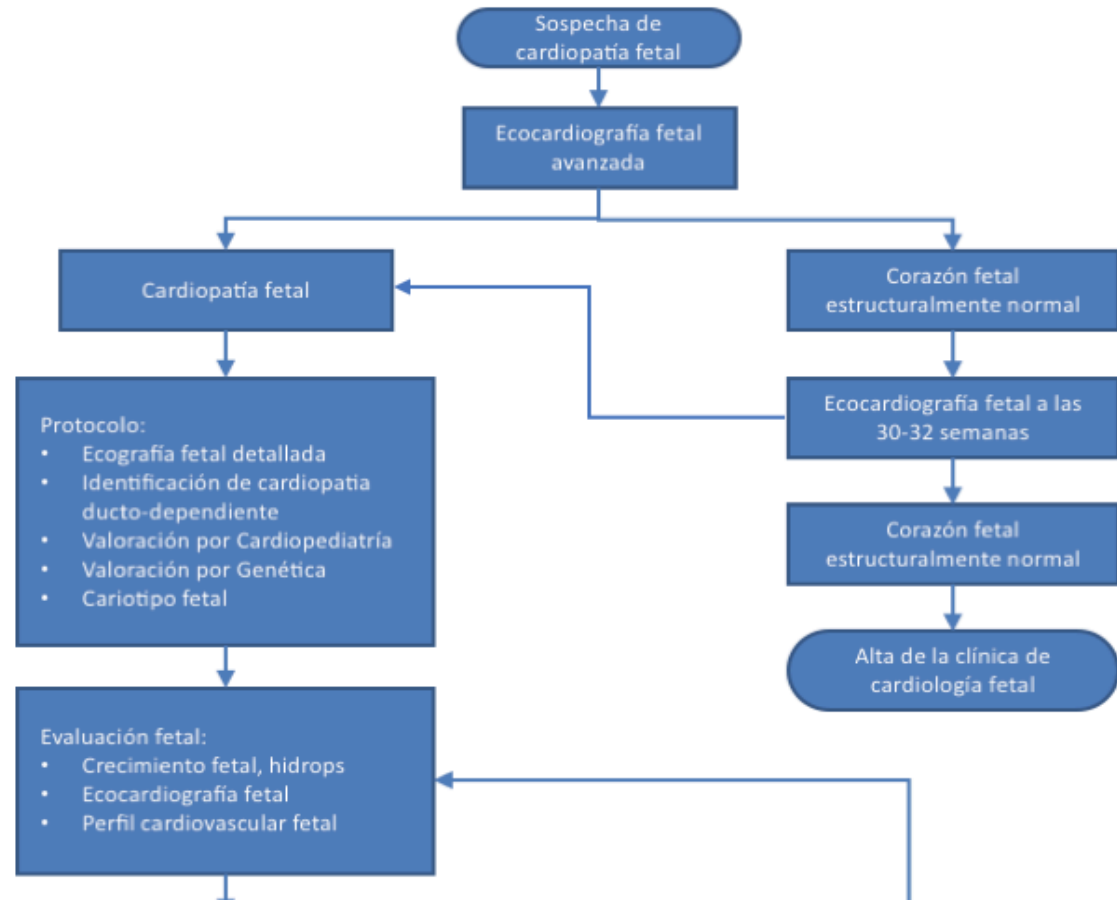 Sospecha de
cardiopatía fetal
Ecocardiografía fetal
avanzada
Cardiopatía fetal
Corazón fetal
estructuralmente normal
Protocolo:
• Ecografía fetal detallada
• Identificación de cardiopatia
ducto-dependiente
• Valoración por Cardiopediatría
• Valoración por Genética
• Cariotipo fetal
Ecocardiografía fetal a las
30-32 semanas
Corazón fetal
estructuralmente normal
Alta de la clínica de
cardiología fetal
Evaluación fetal:
• Crecimiento fetal, hidrops
• Ecocardiografía fetal
• Perfil cardiovascular fetal